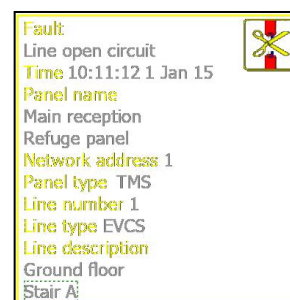 Fault
Line open circuit
Time 10:11:12 1 Jan 15
Panel name
Main reception
Refuge panel
Network address 1
Panel type TMS
Line number 1
Line type EVCS
Line description
Ground floor
Stair A